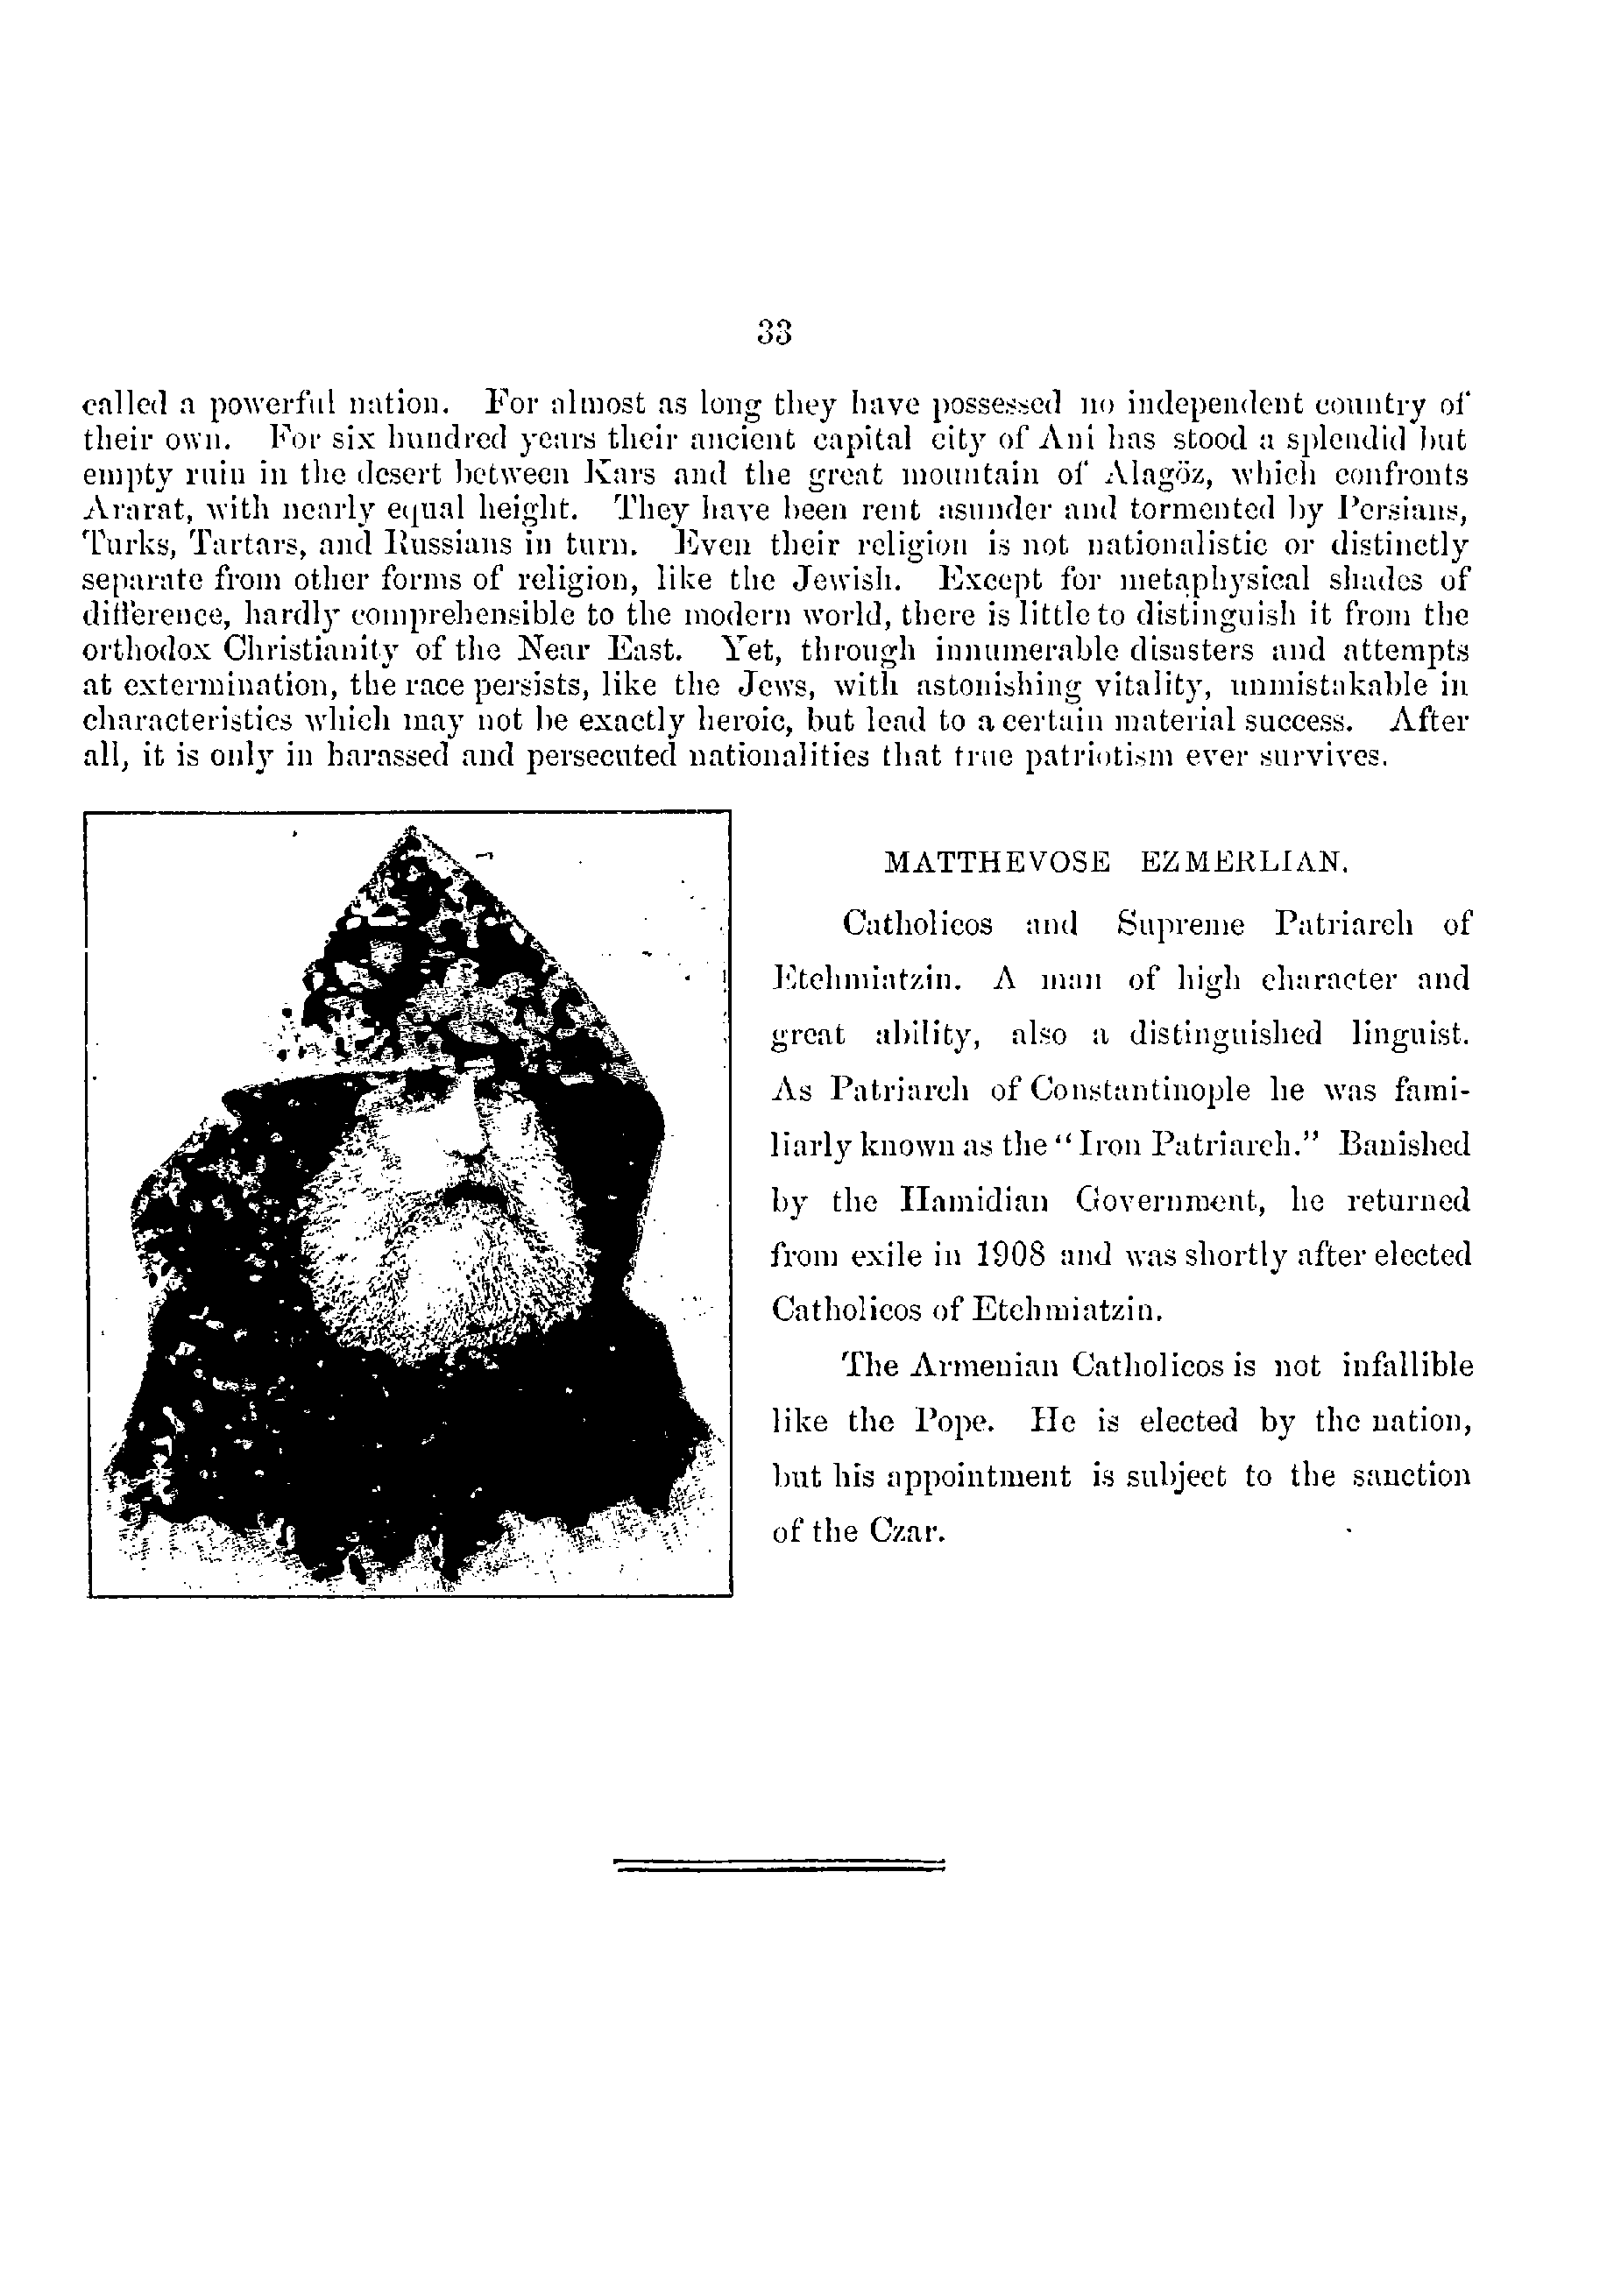 33
called a powerful nation. For almost as long they have possessed no independent country of
their own. For six hundred years their ancient capital city of Ani has stood a splendid but
empty ruin in the desert between Kars and the great mountain of Alagöz, which confronts
Ararat, with nearly equal height. They have been rent asunder and tormented by Persians,
Turks, Tartars, and Russians in turn. Even their religion is not nationalistic or distinctly
separate from other forms of religion, like the Jewish. Except for metaphysical shades of
difference, hardly comprehensible to the modern world, there is little to distinguish it from the
orthodox Christianity of the Near East. Yet, through innumerable disasters and attempts
at extermination, the race persists, like the Jews, with astonishing vitality, unmistakable in
characteristics which may not be exactly heroic, but lead to a certain material success. After
all, it is only in harassed and persecuted nationalities that true patriotism ever survives.
MATTHEVOSE EZMERLIAN.
Catholicos and Supreme Patriarch of
Etchmiatzin. A man of high character and
great ability, also a distinguished linguist.
As Patriarch of Constantinople he was fami-
liarly known as the "Iron Patriarch." Banished
by the Hamidian Government, he returned
from exile in 1908 and was shortly after elected
Catholicos of Etchmiatzin.
The Armenian Catholicos is not infallible
like the Pope. He is elected by the nation,
but his appointment is subject to the sanction
of the Czar.